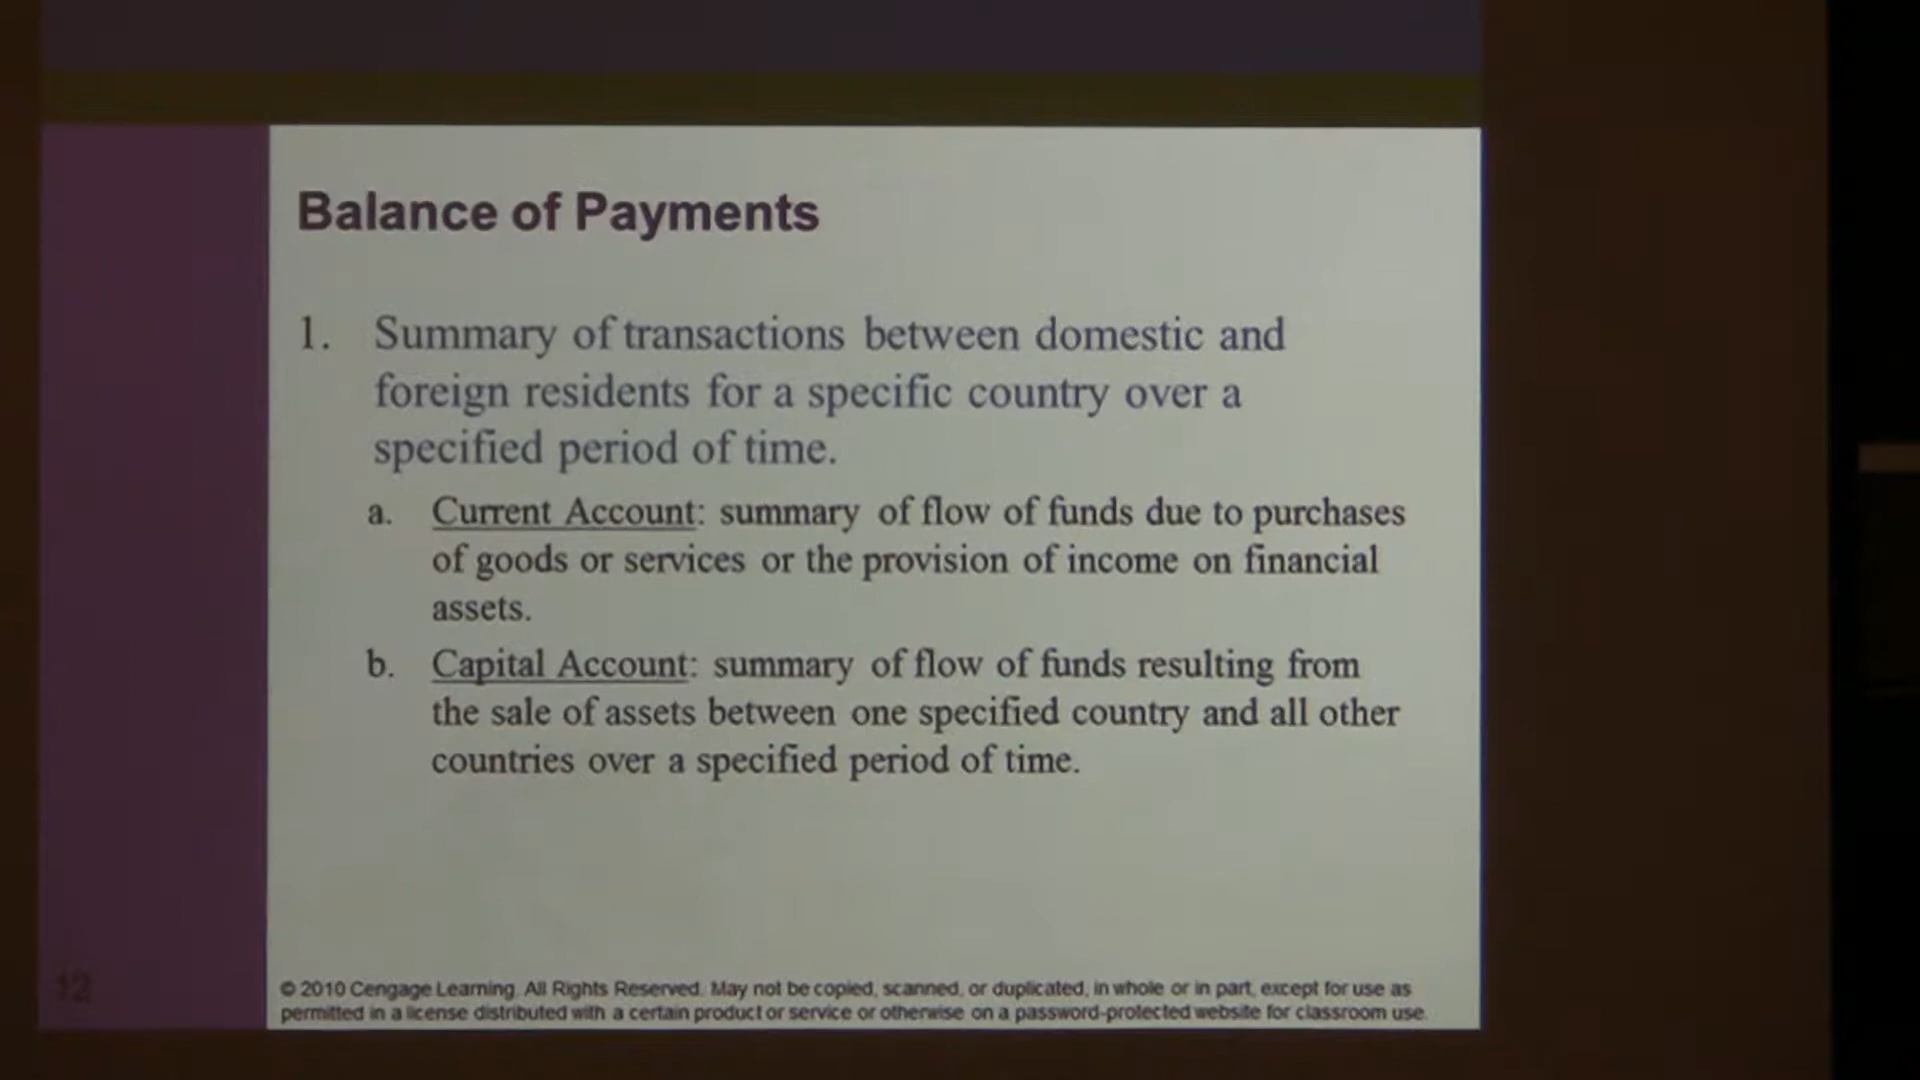 Balance of Payments
1. Summary of transactions between domestic and
foreign residents for a specific country over a
specified period of time.
a. Current Account: summary of flow of funds due to purchases
of goods or services or the provision of income on financial
assets.
b. Capital Account: summary of flow of funds resulting from
the sale of assets between one specified country and all other
countries over a specified period of time.
12
© 2010 Cengage Learning. All Rights Reserved. May not be copied, scanned, or duplicated, in whole or in part, except for use as
permitted in a license distributed with a certain product or service or otherwise on a password-protected website for classroom use.